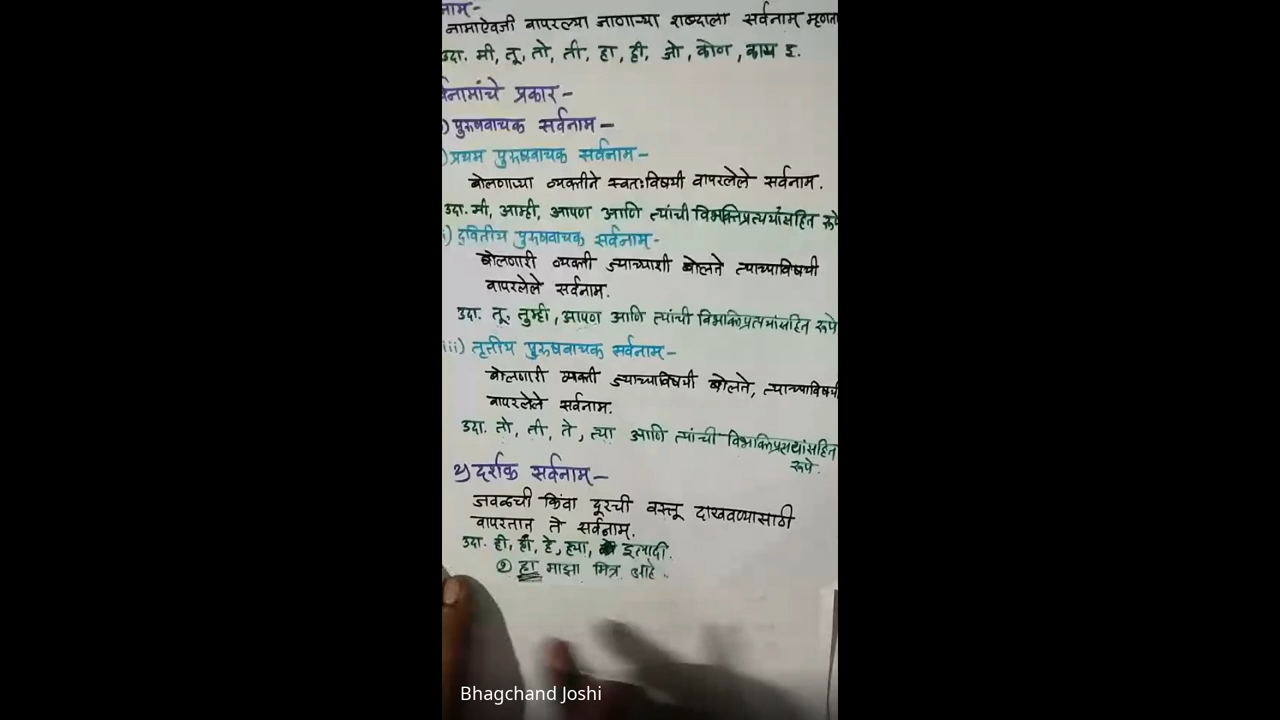 नाम-
नामाऐवजी वापरल्या जाणाऱ्या शब्दाला सर्वनाम म्हणता
उदा. मी, तू, तो, ती, हा, ही, जो, कोण, काय इ.
र्वनामांचे प्रकार-
) पुरुषवाचक सर्वनाम-
) प्रथम पुरुषवाचक सर्वनाम-
बोलणाऱ्या व्यक्तीने स्वतःविषयी वापरलेले सर्वनाम.
उदा. मी, आम्ही, आपण आणि त्यांची विभक्तिप्रत्ययांसहित रूपे
i) द्वितीय पुरुषवाचक सर्वनाम-
बोलणारी व्यक्ती ज्याच्याशी बोलते त्याच्याविषयी
वापरलेले सर्वनाम.
उदा. तू, तुम्ही, आपण आणि त्यांची विभक्तिप्रत्ययांसहित रूपे
iii) तृतीय पुरुषवाचक सर्वनाम-
बोलणारी व्यक्ती ज्याच्याविषयी बोलते, त्याच्याविषयी
वापरलेले सर्वनाम.
उदा. तो, ती, ते, त्या आणि त्यांची विभक्तिप्रत्ययांसहित
रूपे.
२) दर्शक सर्वनाम-
जवळची किंवा दूरची वस्तू दाखवण्यासाठी
वापरतात ते सर्वनाम.
उदा. ही, हा, हे, ह्या, इत्यादी.
१ हा माझा मित्र आहे.
Bhagchand Joshi